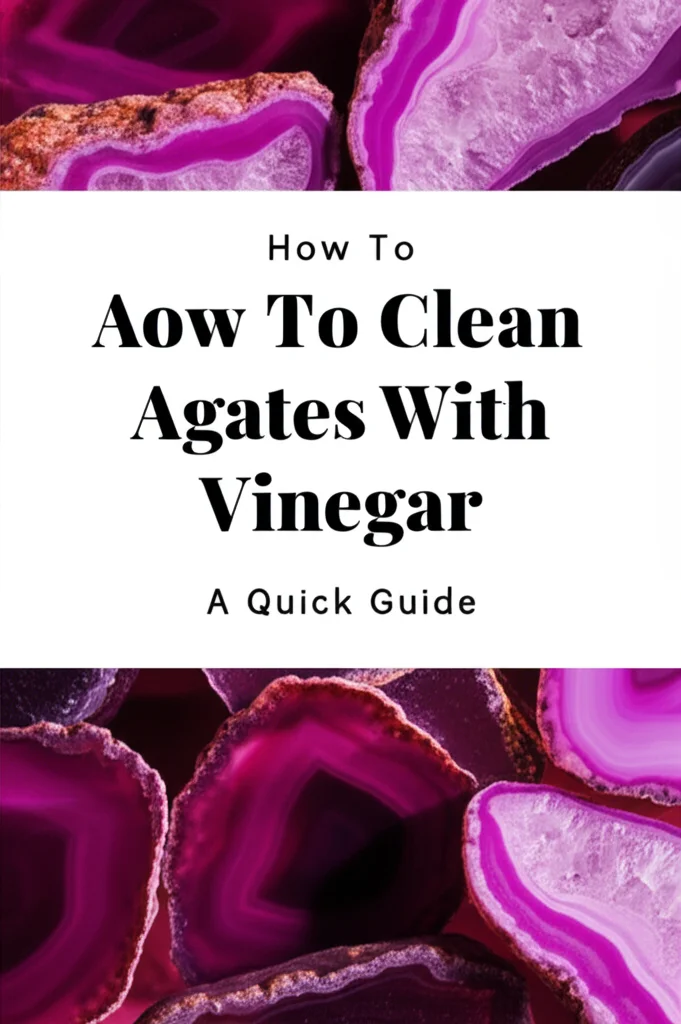 How To
Aow To Clean
Agates With
Vinegar
A Quick Guide